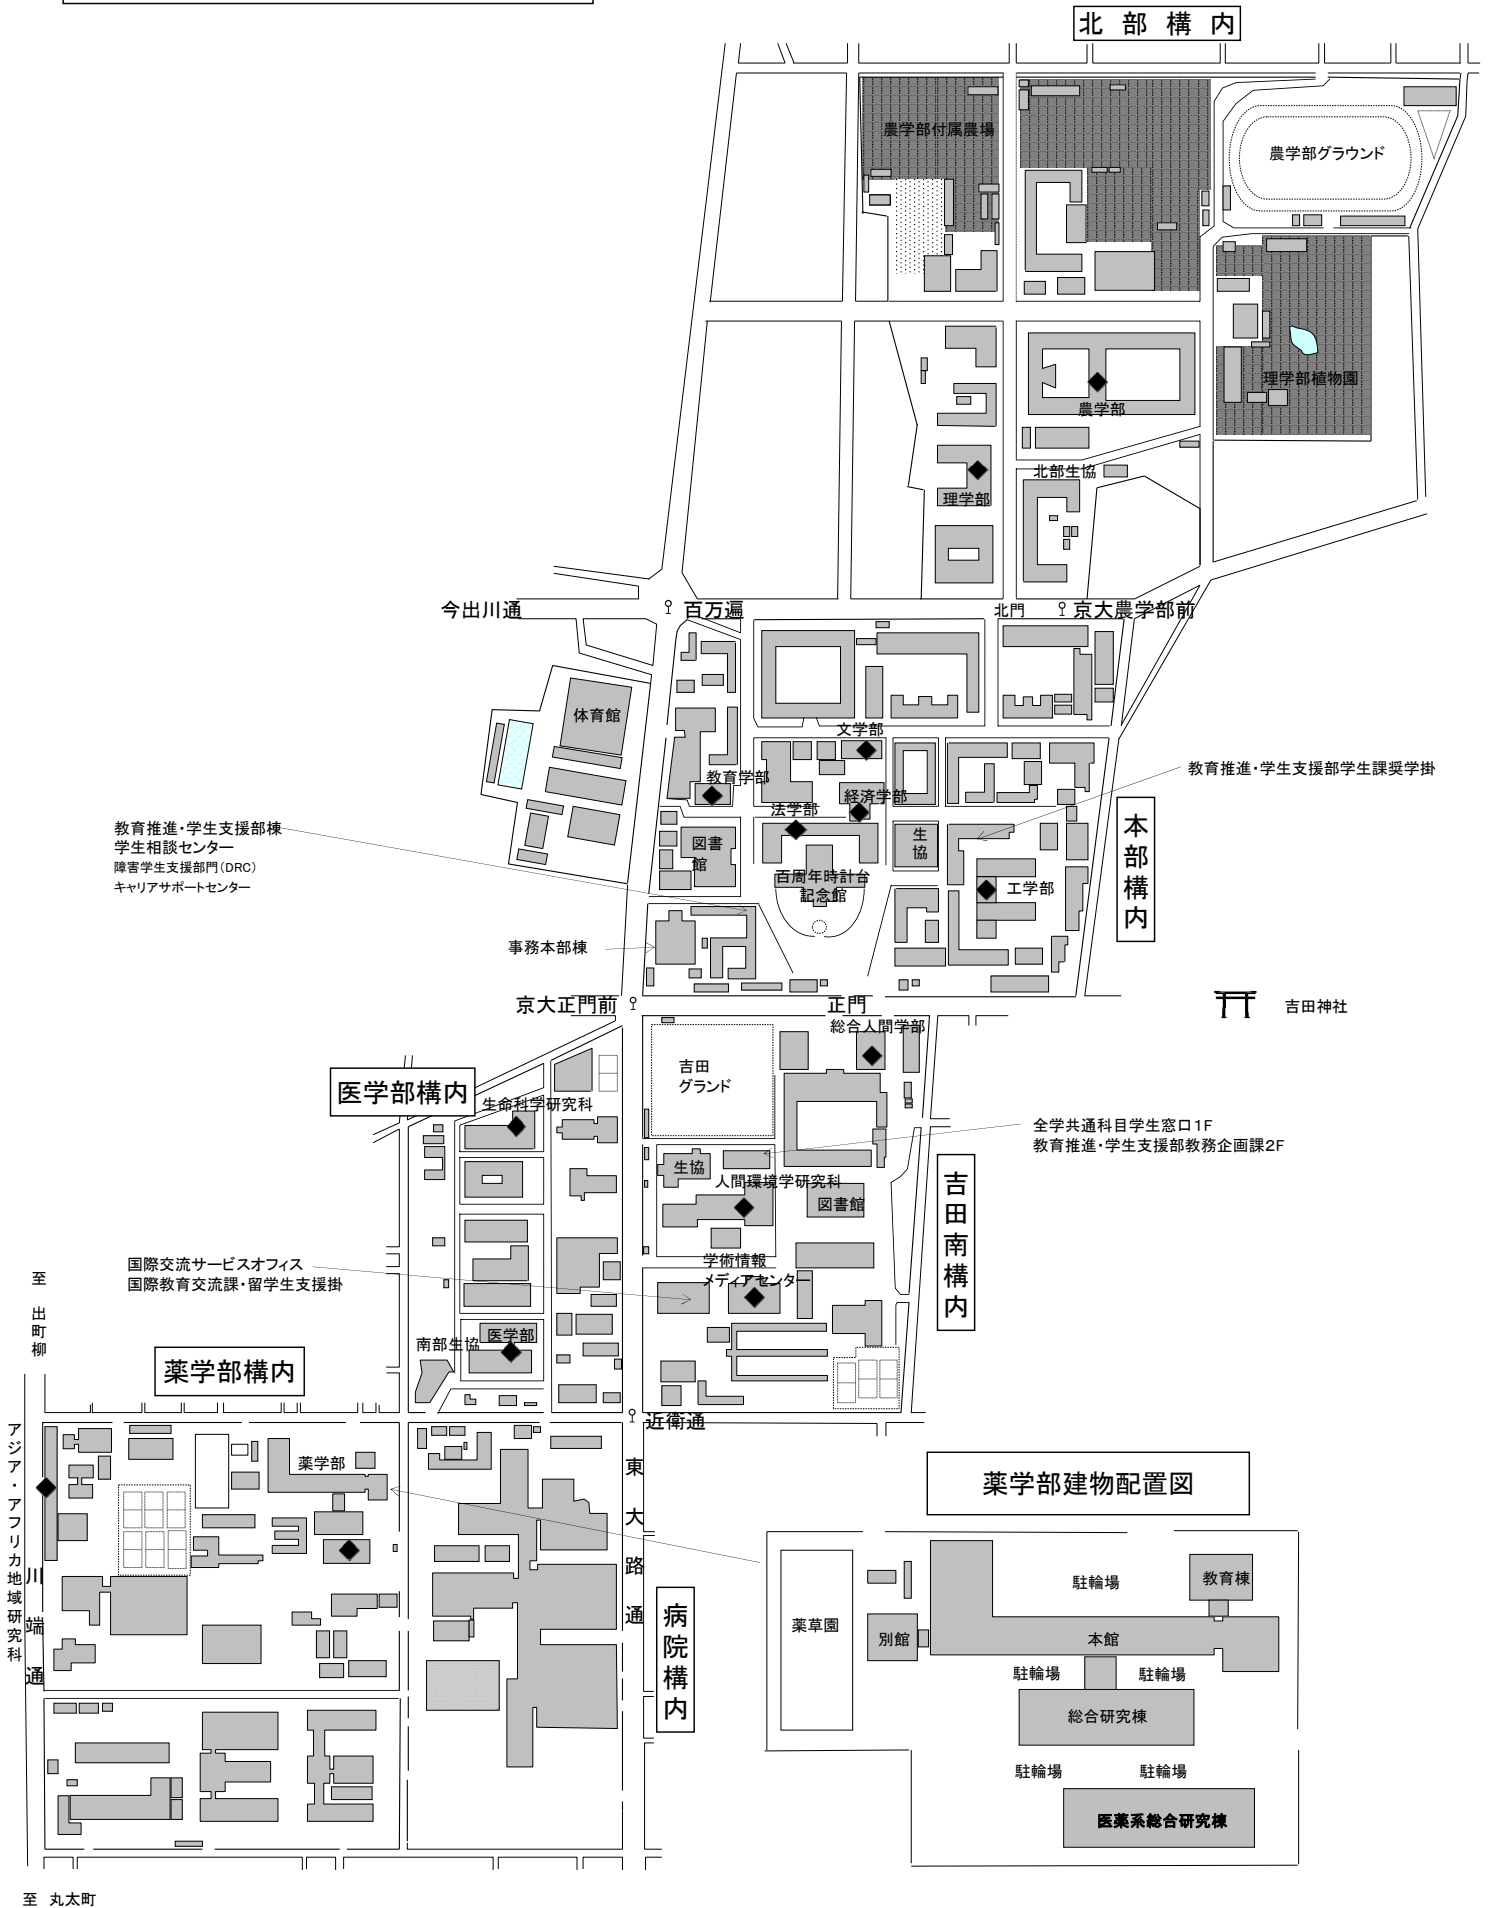 北部構内
農学部付属農場
農学部グラウンド
理学部植物園
農学部
北部生協
理学部
今出川通
百万遍
北門
京大農学部前
体育館
文学部
教育学部
経済学部
法学部
教育推進・学生支援部学生課奨学掛
本部構内
教育推進・学生支援部棟
学生相談センター
障害学生支援部門(DRC)
キャリアサポートセンター
図書
館
生
協
百周年時計台
記念館
工学部
事務本部棟
京大正門前
正門
吉田神社
総合人間学部
吉田
グランド
医学部構内
生命科学研究科
全学共通科目学生窓口1F
教育推進・学生支援部教務企画課2F
生協
人間環境学研究科
図書館
吉田南構内
国際交流サービスオフィス
国際教育交流課・留学生支援掛
学術情報
メディアセンター
至 出町柳
南部生協
医学部
薬学部構内
近衛通
アジア・アフリカ地域研究科
薬学部
東大路通
川端通
病院構内
薬学部建物配置図
駐輪場
教育棟
薬草園
別館
本館
駐輪場
駐輪場
総合研究棟
駐輪場
駐輪場
医薬系総合研究棟
至 丸太町